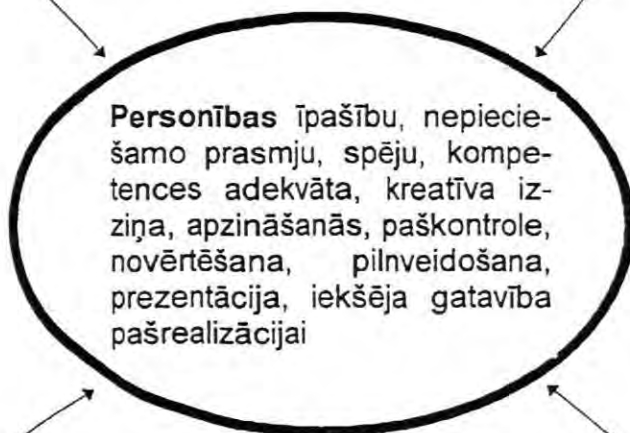 Personības īpašību, nepiecie-
šamo prasmju, spēju, kompe-
tences adekvāta, kreatīva iz-
ziņa, apzināšanās, paškontrole,
novērtēšana, pilnveidošana,
prezentācija, iekšēja gatavība
pašrealizācijai